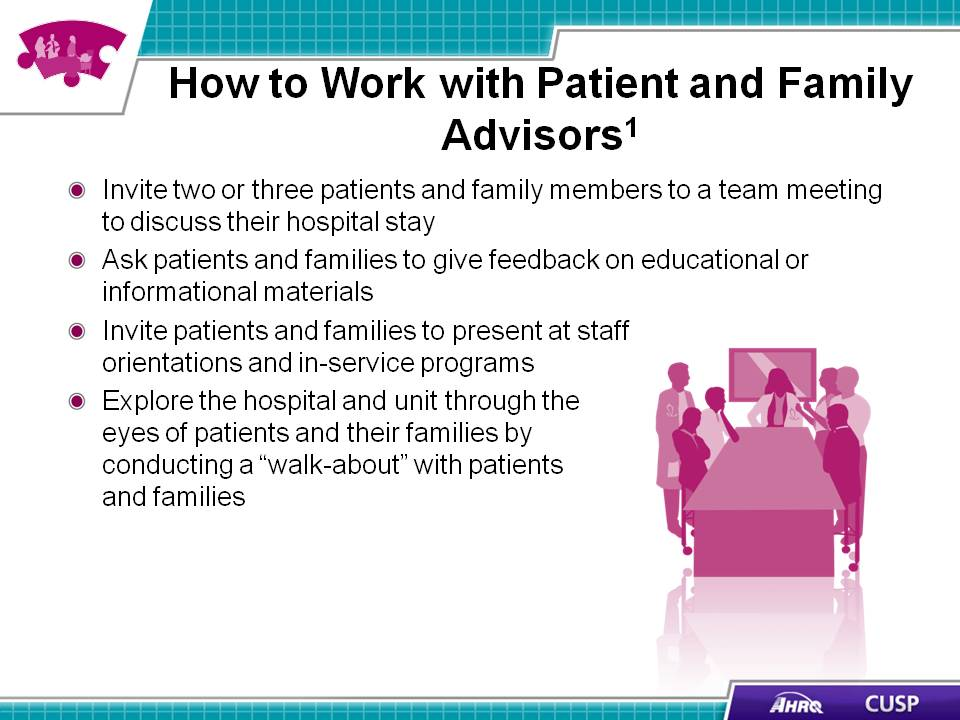 How to Work with Patient and Family
Advisors1
Invite two or three patients and family members to a team meeting
to discuss their hospital stay
Ask patients and families to give feedback on educational or
informational materials
Invite patients and families to present at staff
orientations and in-service programs
Explore the hospital and unit through the
eyes of patients and their families by
conducting a “walk-about” with patients
and families
AHRQ CUSP